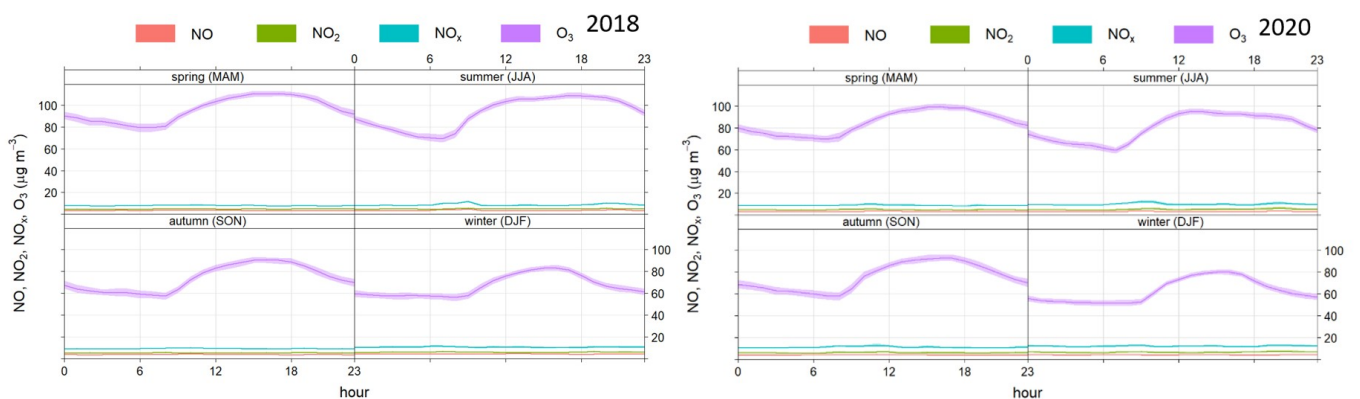 NO NO₂ NOₓ O₃ 2018
0 6 12 18 23
spring (MAM) summer (JJA)
100
80
60
40
20
autumn (SON) winter (DJF)
100
80
60
40
20
0 6 12 18 23
hour
NO, NO₂, NOₓ, O₃ (μg m⁻³)
NO NO₂ NOₓ O₃ 2020
0 6 12 18 23
spring (MAM) summer (JJA)
100
80
60
40
20
autumn (SON) winter (DJF)
100
80
60
40
20
0 6 12 18 23
hour
NO, NO₂, NOₓ, O₃ (μg m⁻³)